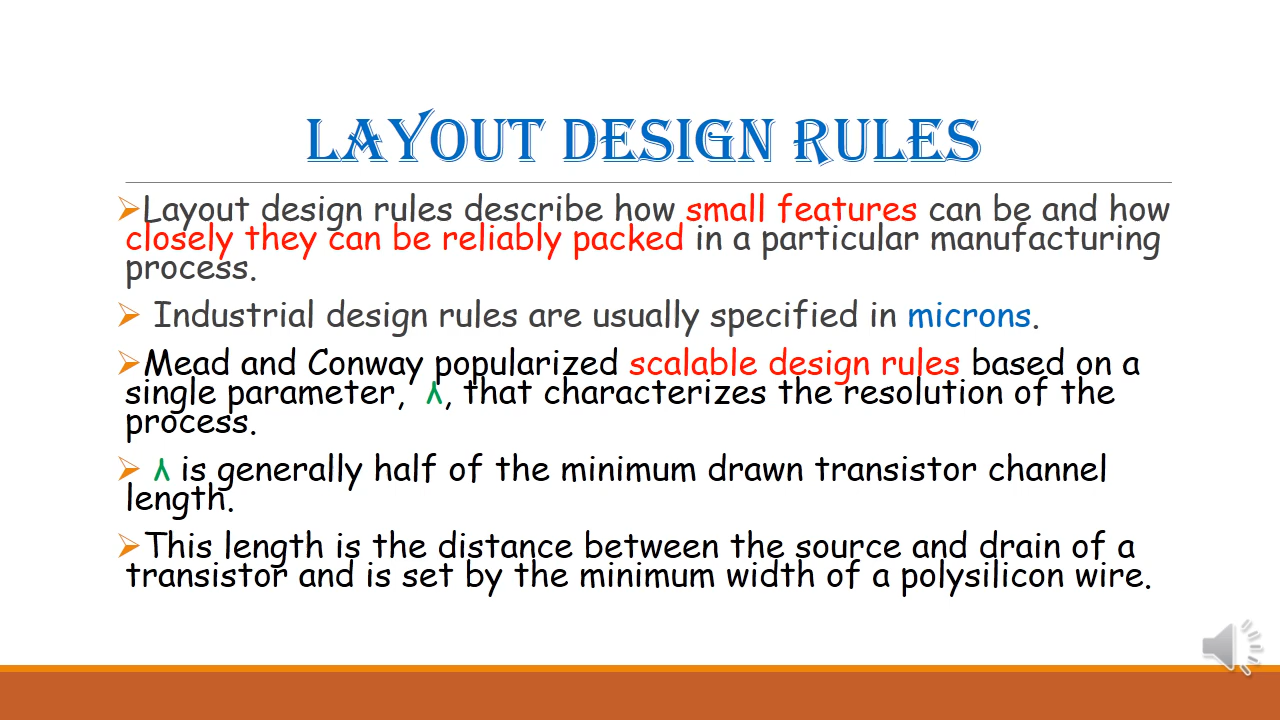 LAYOUT DESIGN RULES
➢Layout design rules describe how small features can be and how
closely they can be reliably packed in a particular manufacturing
process.
➢ Industrial design rules are usually specified in microns.
➢Mead and Conway popularized scalable design rules based on a
single parameter, λ, that characterizes the resolution of the
process.
➢ λ is generally half of the minimum drawn transistor channel
length.
➢This length is the distance between the source and drain of a
transistor and is set by the minimum width of a polysilicon wire.